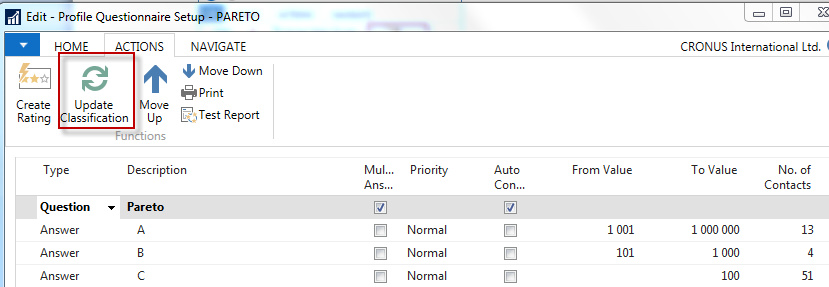 Edit - Profile Questionnaire Setup - PARETO
HOME ACTIONS NAVIGATE CRONUS International Ltd.
Create Rating
Update Classification
Move Up
Move Down
Print
Test Report
Functions
Type Description Mul... Ans... Priority Auto Con... From Value To Value No. of Contacts
Question Pareto
Answer A Normal 1 001 1 000 000 13
Answer B Normal 101 1 000 4
Answer C Normal 100 51